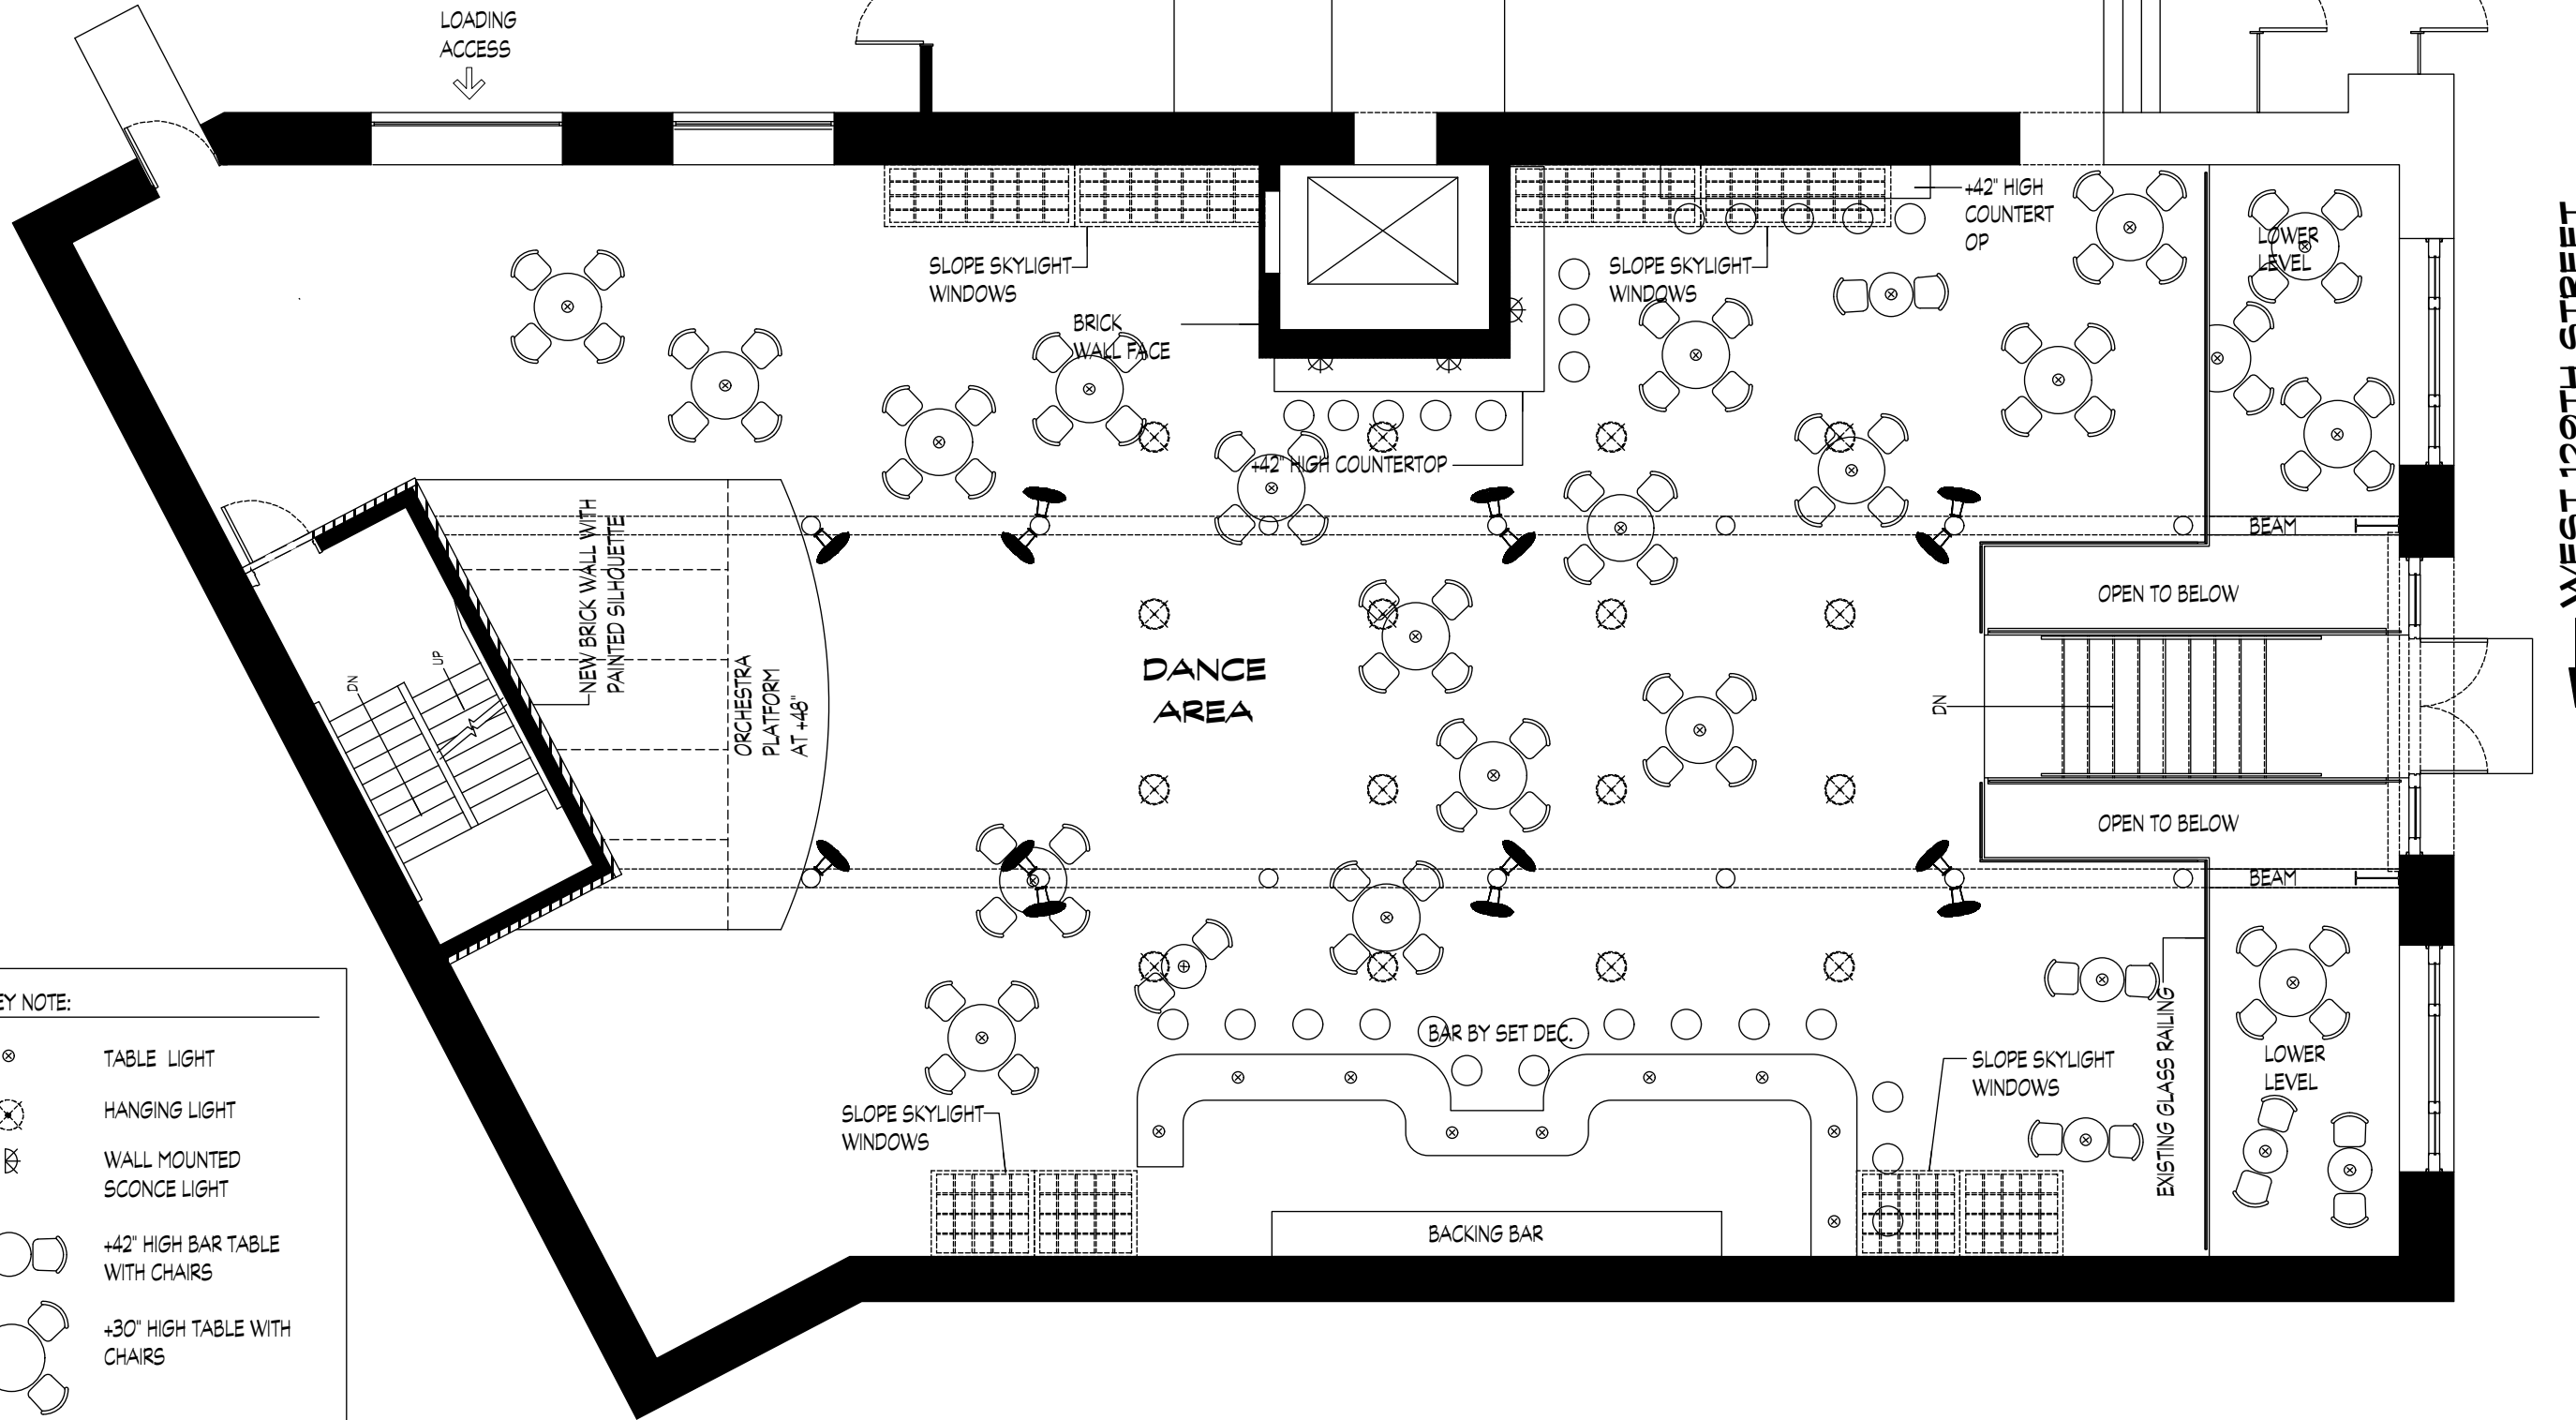 LOADING
ACCESS
+42" HIGH
COUNTERT
OP
SLOPE SKYLIGHT
WINDOWS
SLOPE SKYLIGHT
WINDOWS
LOWER
LEVEL
BRICK
WALL FACE
+42" HIGH COUNTERTOP
NEW BRICK WALL WITH
PAINTED SILHOUETTE
BEAM
OPEN TO BELOW
UP
DN
ORCHESTRA
PLATFORM
AT +48"
DANCE
AREA
DN
OPEN TO BELOW
BEAM
BAR BY SET DEC.
EXISTING GLASS RAILING
SLOPE SKYLIGHT
WINDOWS
LOWER
LEVEL
SLOPE SKYLIGHT
WINDOWS
BACKING BAR
EY NOTE:
TABLE LIGHT
HANGING LIGHT
WALL MOUNTED
SCONCE LIGHT
+42" HIGH BAR TABLE
WITH CHAIRS
+30" HIGH TABLE WITH
CHAIRS